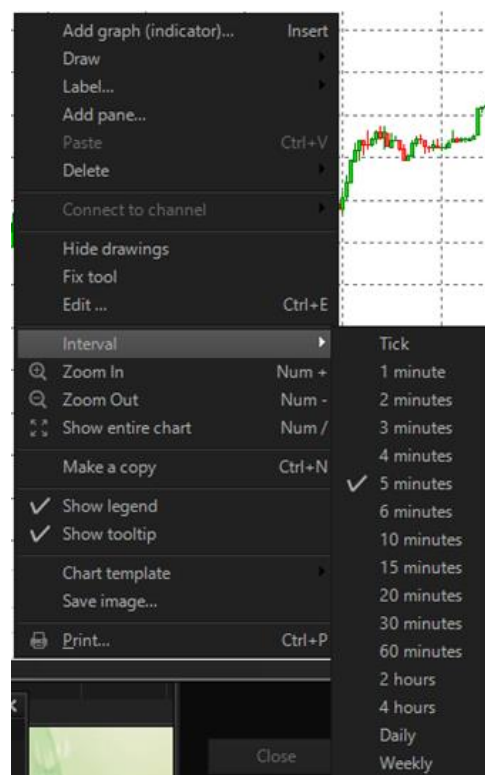 Add graph (indicator)... Insert
Draw
Label...
Add pane...
Paste Ctrl+V
Delete
Connect to channel
Hide drawings
Fix tool
Edit ... Ctrl+E
Interval
Zoom In Num +
Zoom Out Num -
Show entire chart Num /
Make a copy Ctrl+N
Show legend
Show tooltip
Chart template
Save image...
Print... Ctrl+P
Tick
1 minute
2 minutes
3 minutes
4 minutes
5 minutes
6 minutes
10 minutes
15 minutes
20 minutes
30 minutes
60 minutes
2 hours
4 hours
Daily
Weekly
Close